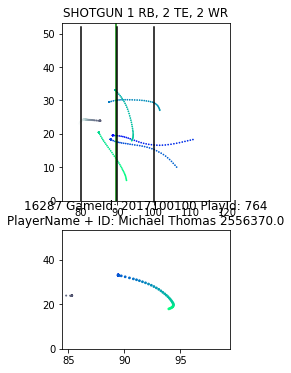 SHOTGUN 1 RB, 2 TE, 2 WR
50
40
30
20
10
0
80 90 100 110 120
16287 GameId: 2017100100 PlayId: 764
PlayerName + ID: Michael Thomas 2556370.0
40
20
0
85 90 95